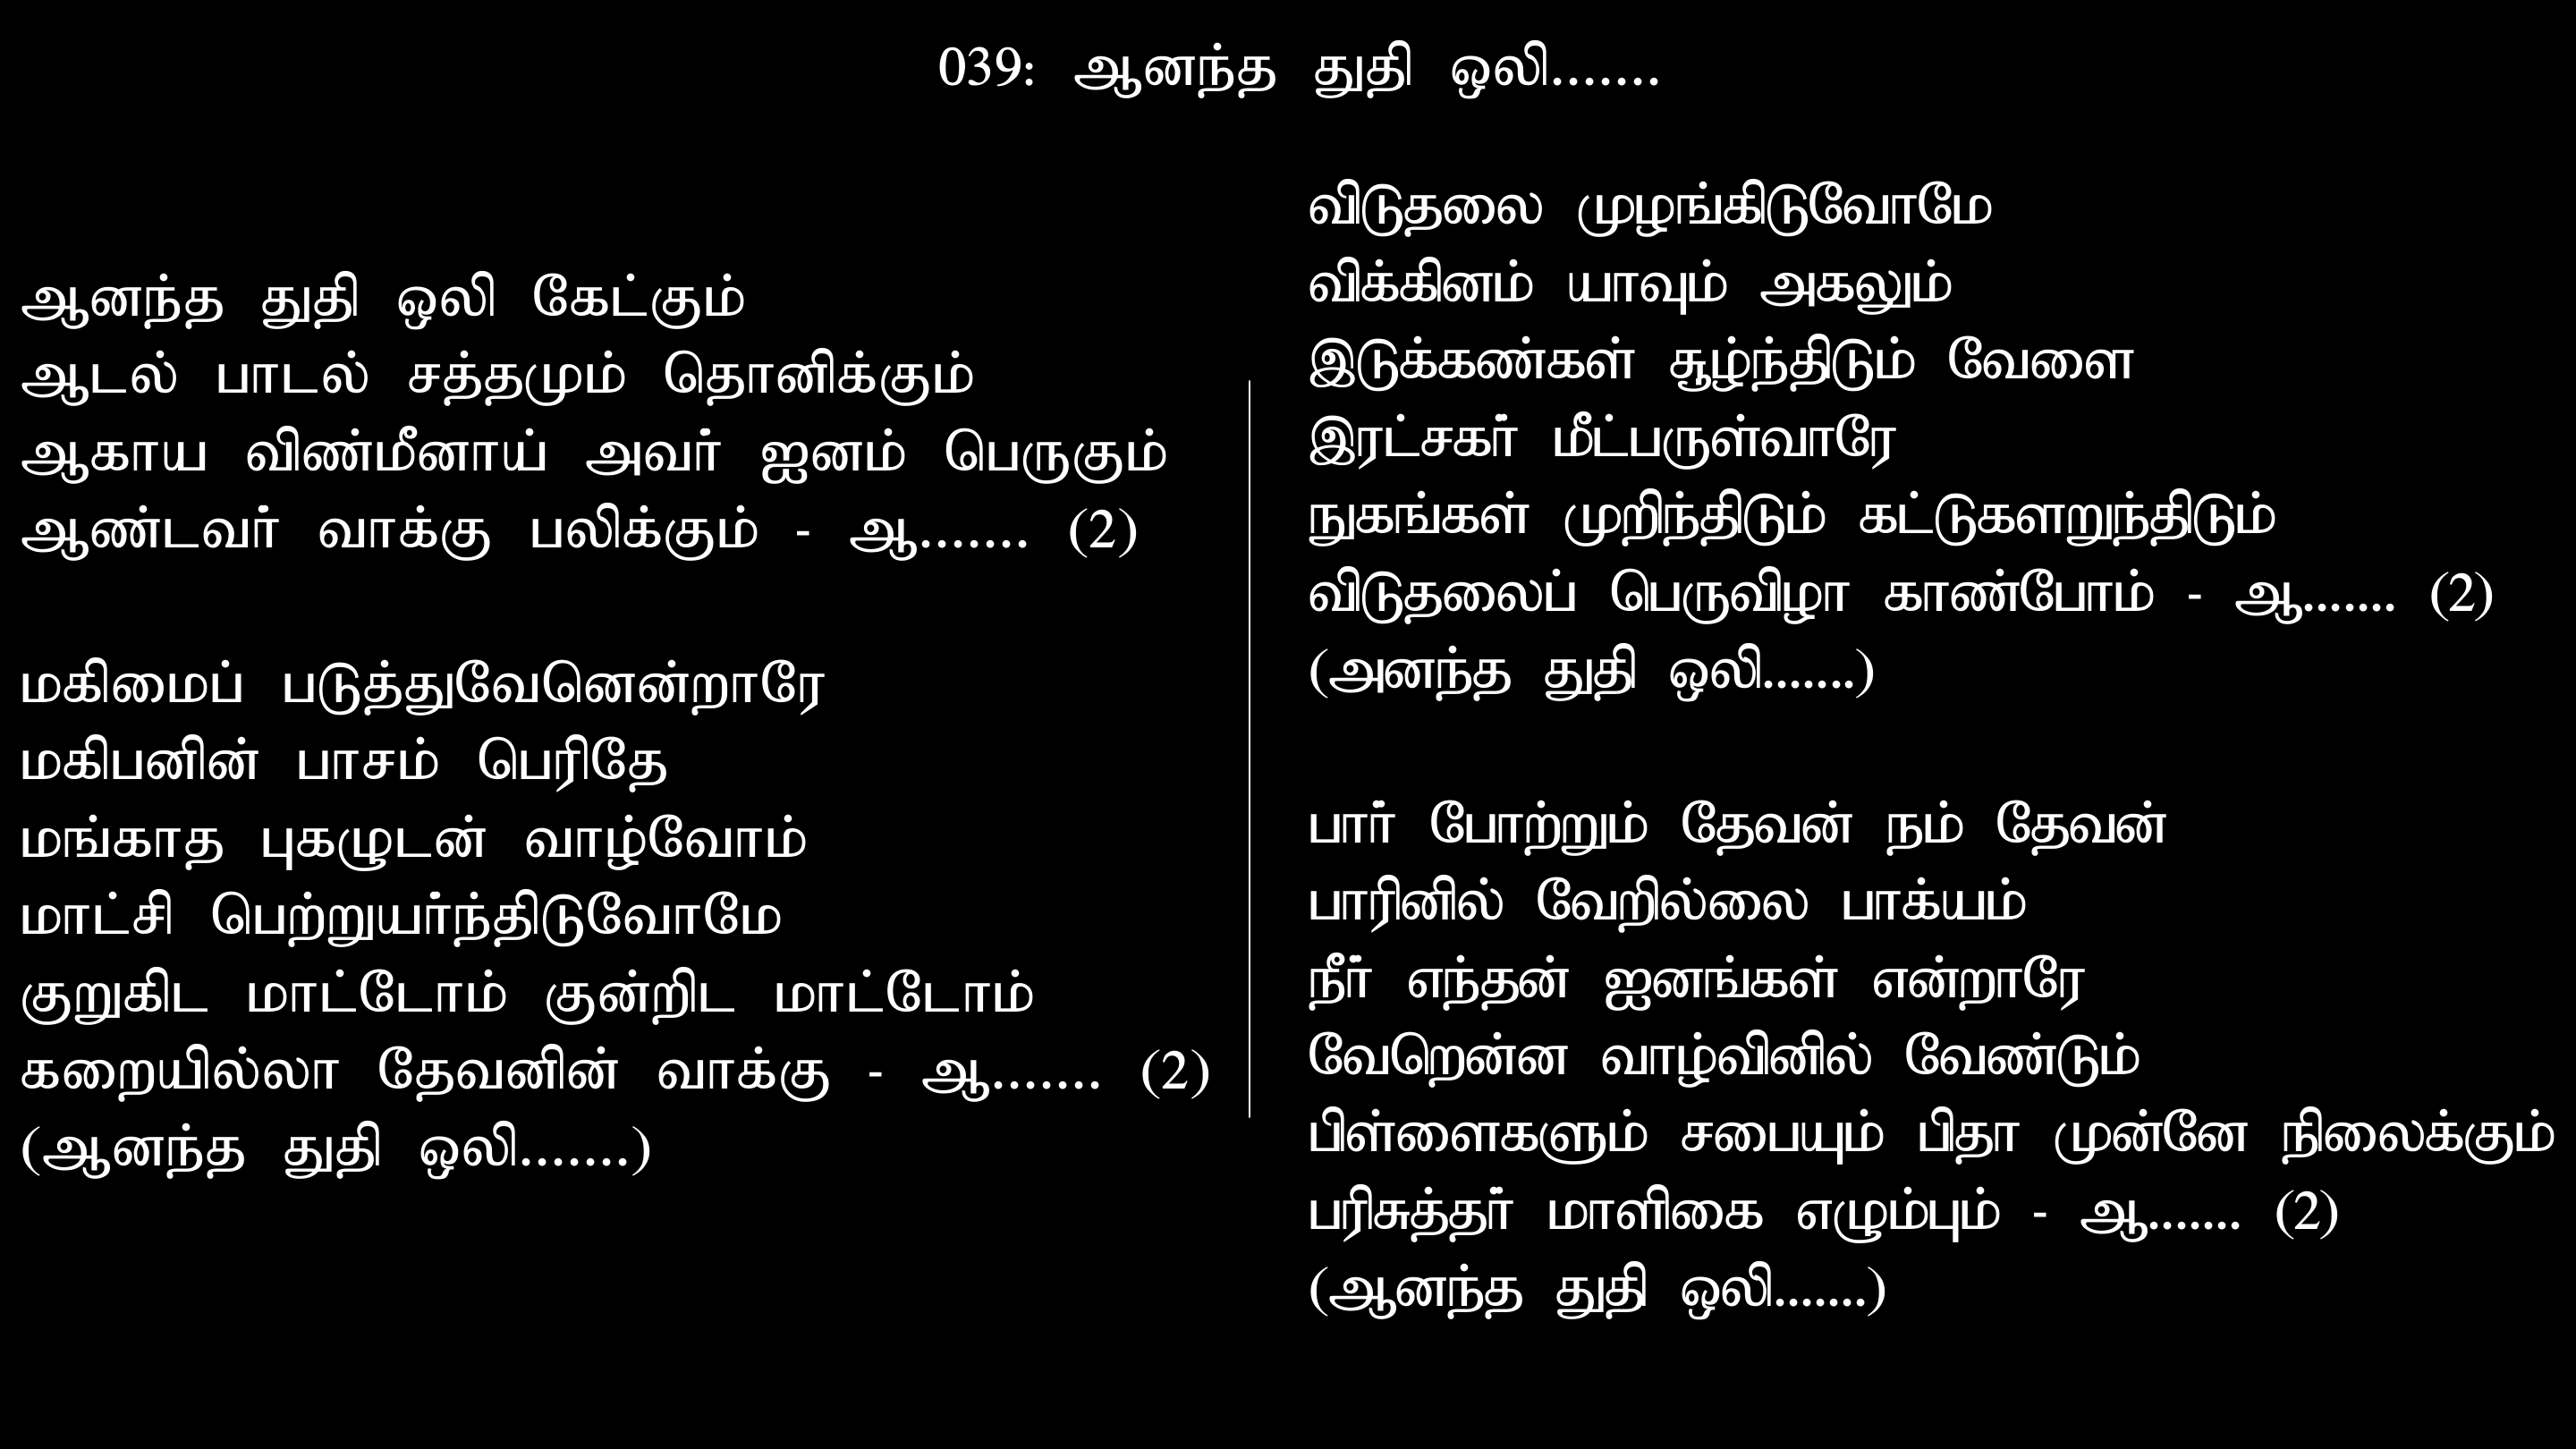 039: ஆனந்த துதி ஒலி.......
ஆனந்த துதி ஒலி கேட்கும்
ஆடல் பாடல் சத்தமும் தொனிக்கும்
ஆகாய விண்மீனாய் அவர் ஐனம் பெருகும்
ஆண்டவர் வாக்கு பலிக்கும் - ஆ....... (2)
மகிமைப் படுத்துவேனென்றாரே
மகிபனின் பாசம் பெரிதே
மங்காத புகழுடன் வாழ்வோம்
மாட்சி பெற்றுயர்ந்திடுவோமே
குறுகிட மாட்டோம் குன்றிட மாட்டோம்
கறையில்லா தேவனின் வாக்கு - ஆ....... (2)
(ஆனந்த துதி ஒலி.......)
விடுதலை முழங்கிடுவோமே
விக்கினம் யாவும் அகலும்
இடுக்கண்கள் சூழ்ந்திடும் வேளை
இரட்சகர் மீட்பருள்வாரே
நுகங்கள் முறிந்திடும் கட்டுகளறுந்திடும்
விடுதலைப் பெருவிழா காண்போம் - ஆ....... (2)
(அனந்த துதி ஒலி.......)
பார் போற்றும் தேவன் நம் தேவன்
பாரினில் வேறில்லை பாக்யம்
நீர் எந்தன் ஐனங்கள் என்றாரே
வேறென்ன வாழ்வினில் வேண்டும்
பிள்ளைகளும் சபையும் பிதா முன்னே நிலைக்கும்
பரிசுத்தர் மாளிகை எழும்பும் - ஆ....... (2)
(ஆனந்த துதி ஒலி.......)